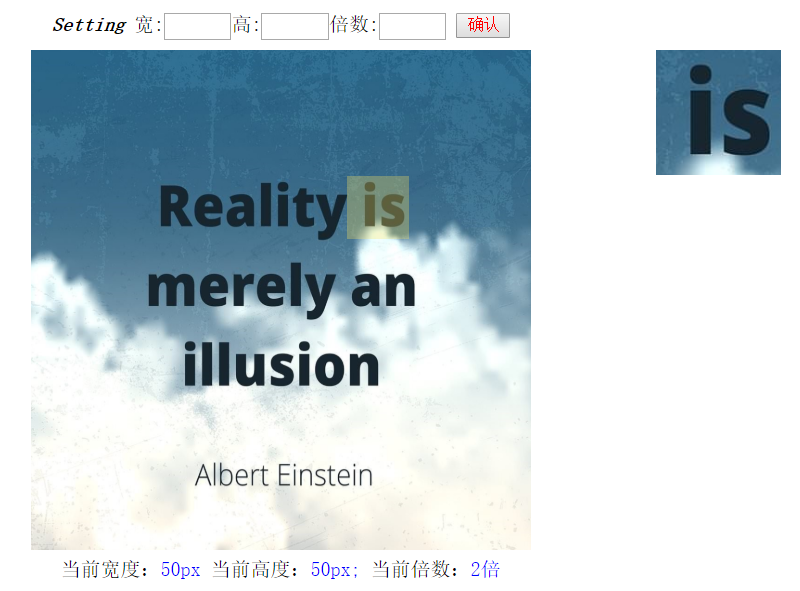 Setting 宽: 高: 倍数: 确认
Reality is
merely an
illusion
Albert Einstein
is
当前宽度: 50px 当前高度: 50px; 当前倍数: 2倍